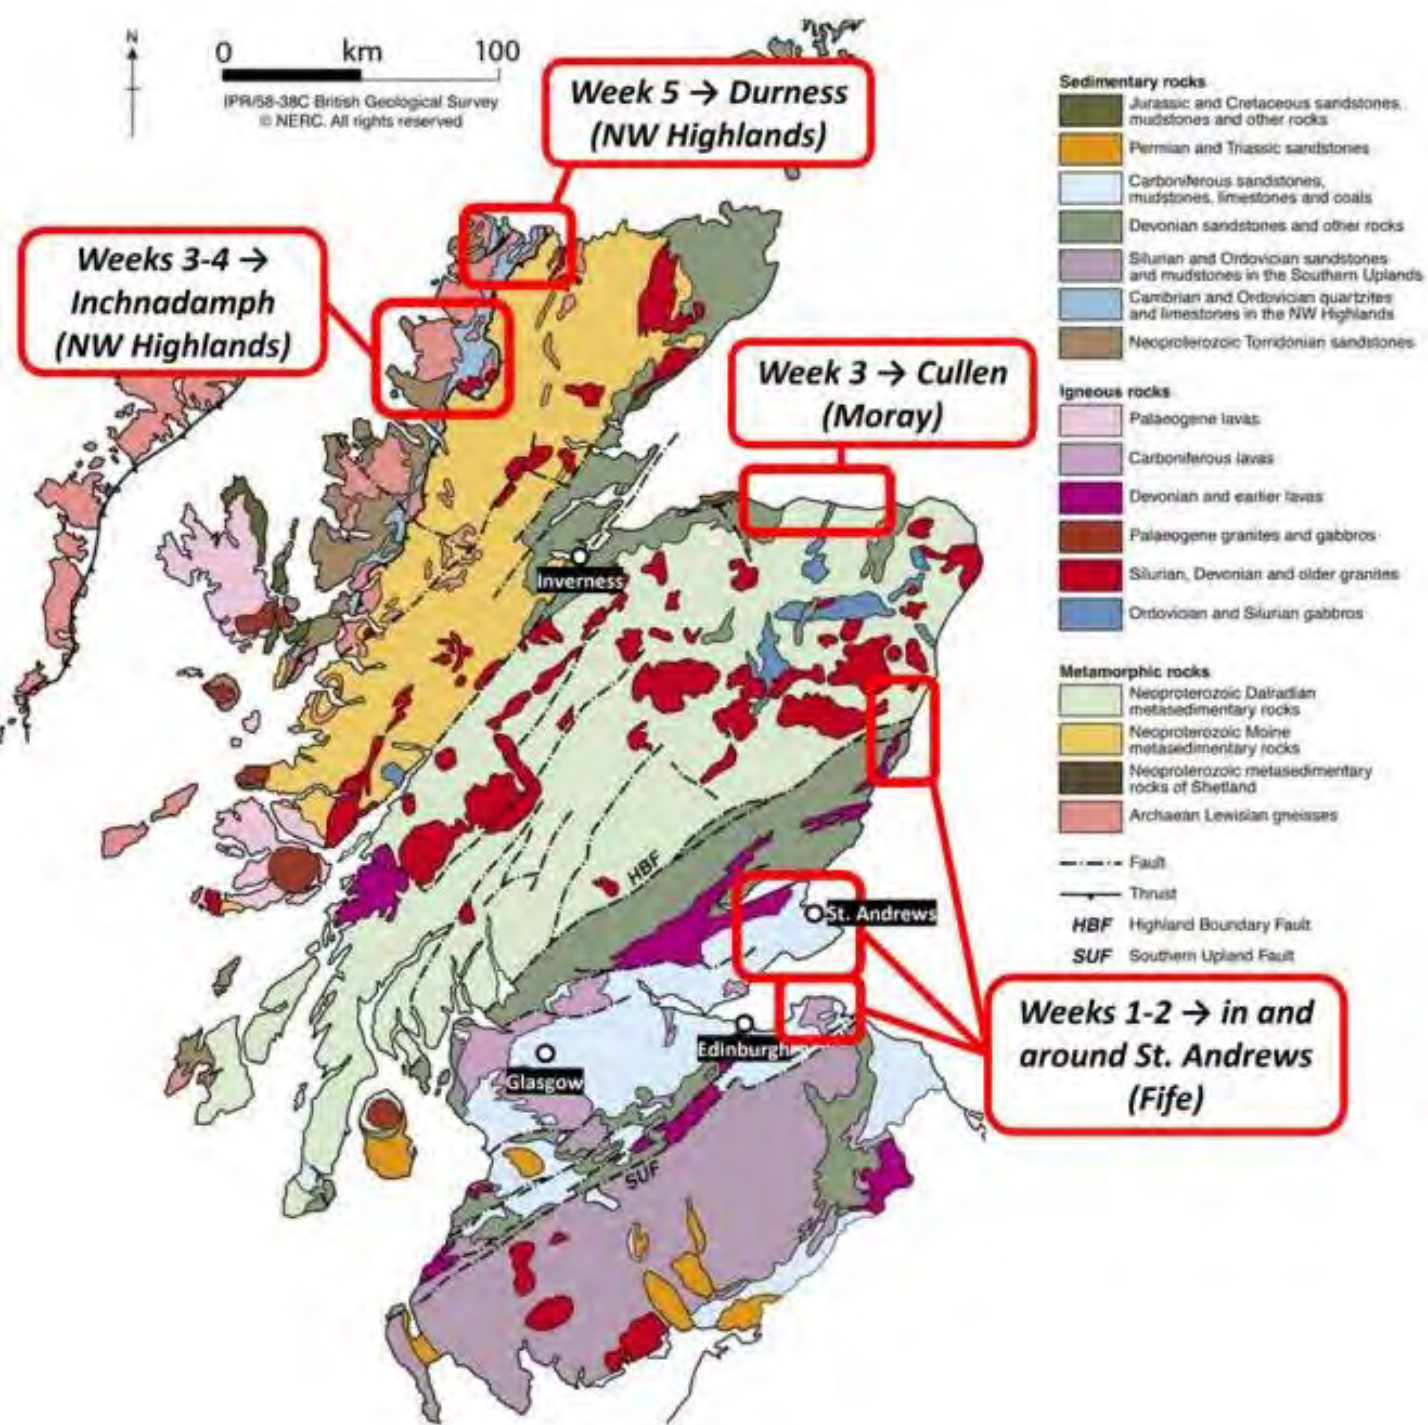 N
0 km 100
IPR/58-38C British Geological Survey
© NERC. All rights reserved
Week 5 → Durness
(NW Highlands)
Weeks 3-4 →
Inchnadamph
(NW Highlands)
Week 3 → Cullen
(Moray)
Inverness
HBF
St. Andrews
Edinburgh
Glasgow
SUF
Weeks 1-2 → in and
around St. Andrews
(Fife)
Sedimentary rocks
Jurassic and Cretaceous sandstones,
mudstones and other rocks
Permian and Triassic sandstones
Carboniferous sandstones,
mudstones, limestones and coals
Devonian sandstones and other rocks
Silurian and Ordovician sandstones
and mudstones in the Southern Uplands
Cambrian and Ordovician quartzites
and limestones in the NW Highlands
Neoproterozoic Torridonian sandstones
Igneous rocks
Palaeogene lavas
Carboniferous lavas
Devonian and earlier lavas
Palaeogene granites and gabbros
Silurian, Devonian and older granites
Ordovician and Silurian gabbros
Metamorphic rocks
Neoproterozoic Dalradian
metasedimentary rocks
Neoproterozoic Moine
metasedimentary rocks
Neoproterozoic metasedimentary
rocks of Shetland
Archaean Lewisian gneisses
Fault
Thrust
HBF Highland Boundary Fault
SUF Southern Upland Fault